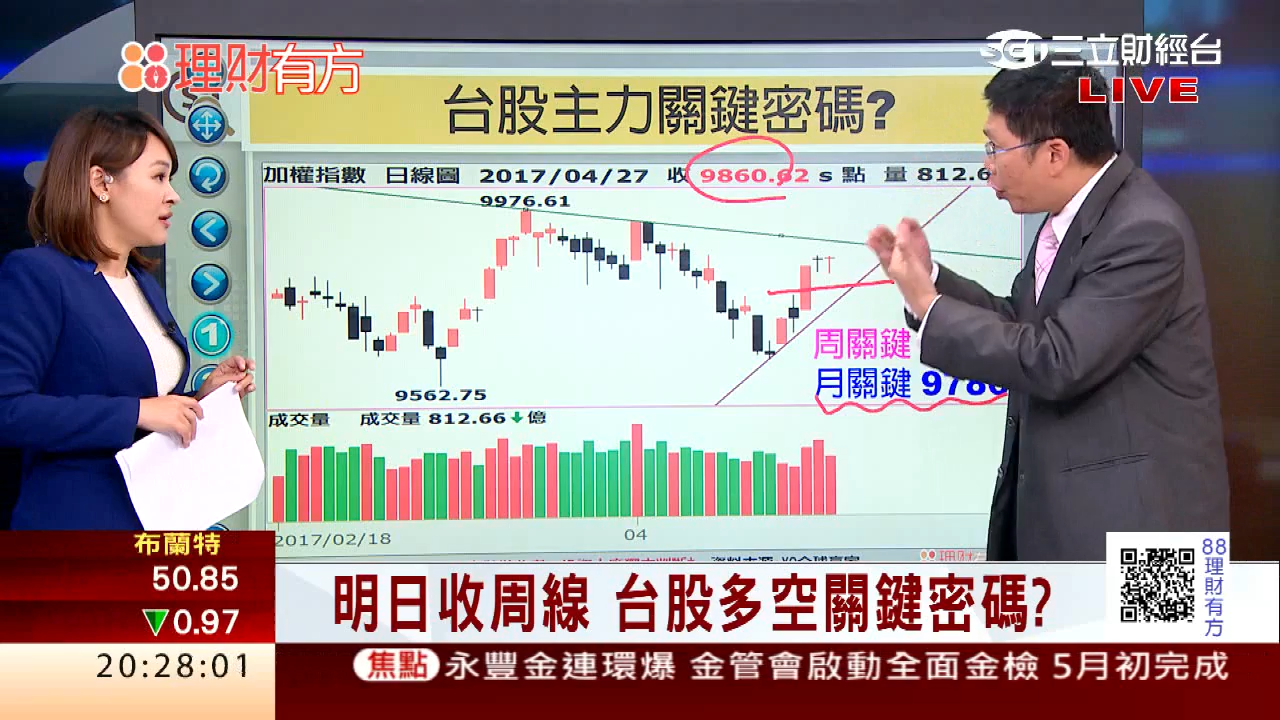 88理財有方
三立財經台
LIVE
台股主力關鍵密碼?
加權指數 日線圖 2017/04/27 收 9860.62 s 點 量 812.6
9976.61
9562.75
周關鍵
月關鍵 978
成交量 成交量 812.66 億
2017/02/18
04
布蘭特
50.85
0.97
明日收周線 台股多空關鍵密碼?
88理財有方
20:28:01
焦點 永豐金連環爆 金管會啟動全面金檢 5月初完成